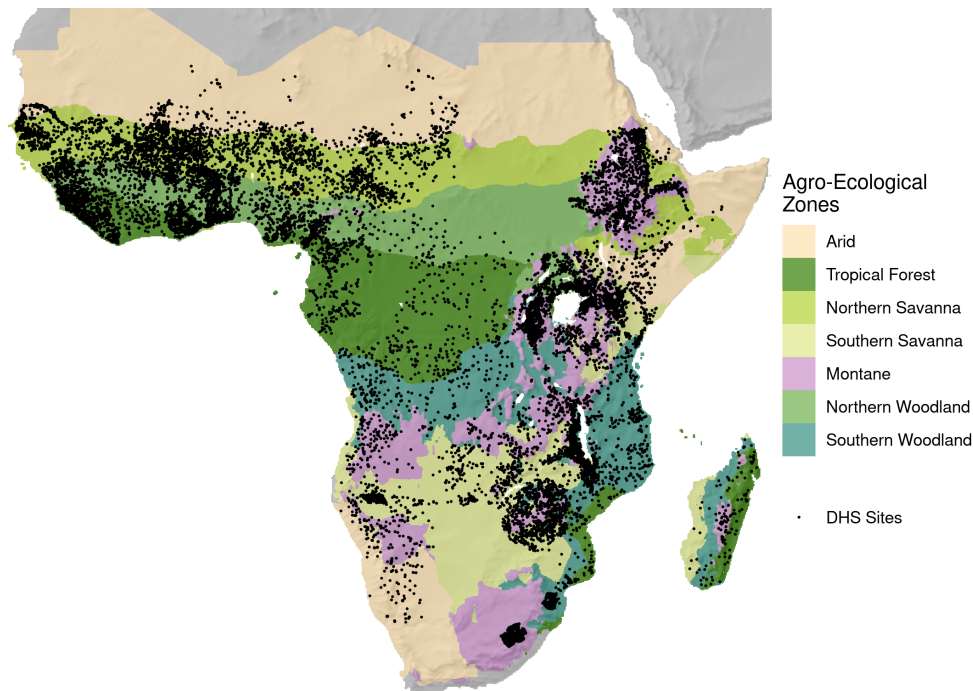 Agro-Ecological
Zones
Arid
Tropical Forest
Northern Savanna
Southern Savanna
Montane
Northern Woodland
Southern Woodland
DHS Sites